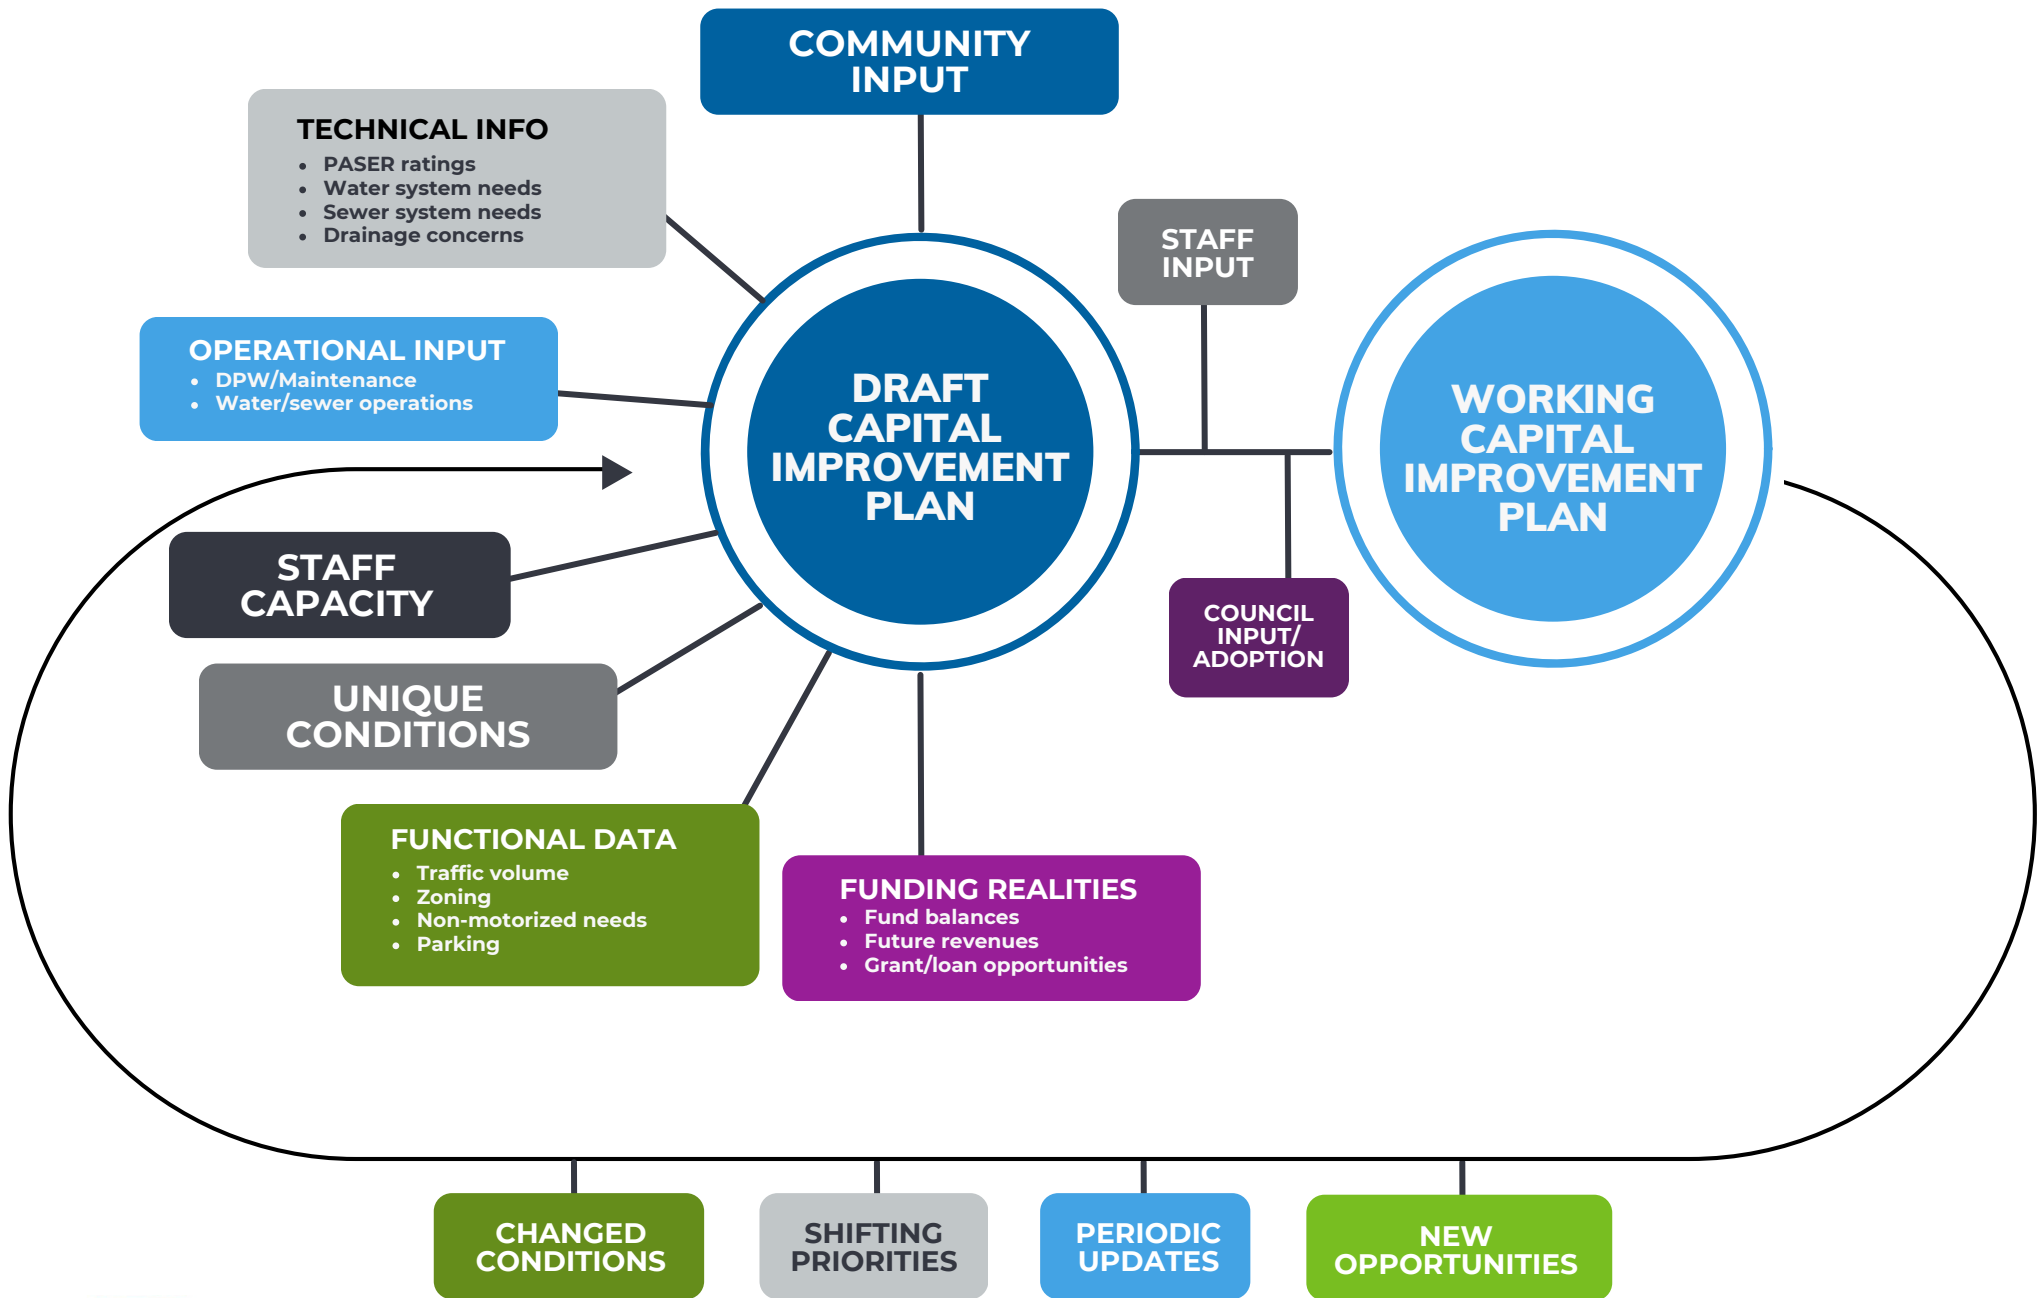 COMMUNITY
INPUT
TECHNICAL INFO
• PASER ratings
• Water system needs
• Sewer system needs
• Drainage concerns
STAFF
INPUT
OPERATIONAL INPUT
• DPW/Maintenance
• Water/sewer operations
DRAFT
CAPITAL
IMPROVEMENT
PLAN
WORKING
CAPITAL
IMPROVEMENT
PLAN
STAFF
CAPACITY
COUNCIL
INPUT/
ADOPTION
UNIQUE
CONDITIONS
FUNCTIONAL DATA
• Traffic volume
• Zoning
• Non-motorized needs
• Parking
FUNDING REALITIES
• Fund balances
• Future revenues
• Grant/loan opportunities
CHANGED
CONDITIONS
SHIFTING
PRIORITIES
PERIODIC
UPDATES
NEW
OPPORTUNITIES